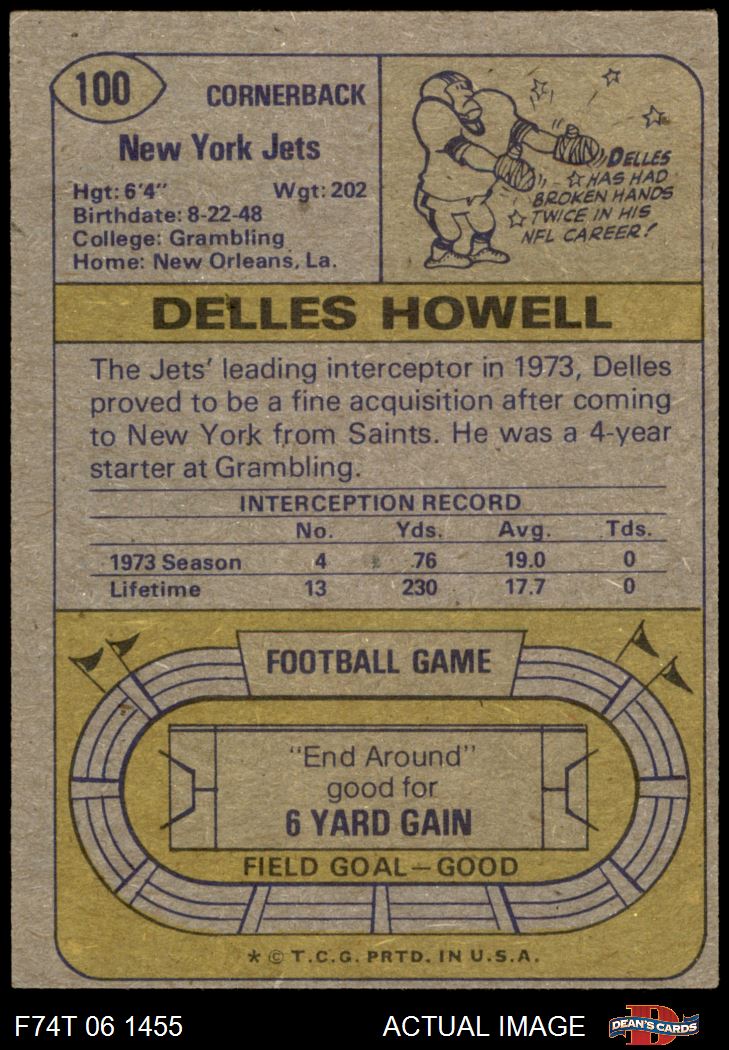 100
CORNERBACK
New York Jets
Hgt: 6'4" Wgt: 202
Birthdate: 8-22-48
College: Grambling
Home: New Orleans, La.
DELLES
HAS HAD
BROKEN HANDS
TWICE IN HIS
NFL CAREER!
DELLES HOWELL
The Jets' leading interceptor in 1973, Delles
proved to be a fine acquisition after coming
to New York from Saints. He was a 4-year
starter at Grambling.
INTERCEPTION RECORD
No. Yds. Avg. Tds.
1973 Season 4 76 19.0 0
Lifetime 13 230 17.7 0
FOOTBALL GAME
"End Around"
good for
6 YARD GAIN
FIELD GOAL—GOOD
* © T.C.G. PRTD. IN U.S.A.
F74T 06 1455 ACTUAL IMAGE DEAN'S CARDS